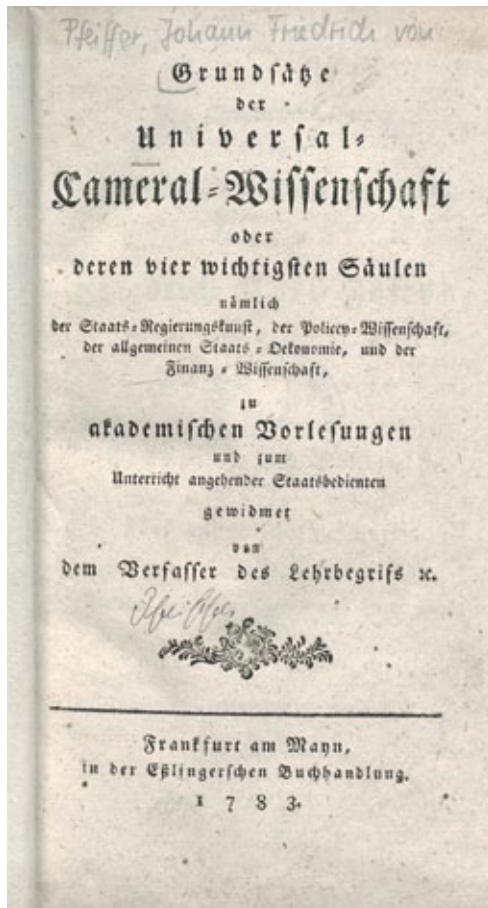 Pfeiffer, Johann Friedrich von
Grundsätze
der
Universal-
Cameral-Wissenschaft
oder
deren vier wichtigsten Säulen
nämlich
der Staats-Regierungskunst, der Policey-Wissenschaft,
der allgemeinen Staats-Oekonomie, und der
Finanz-Wissenschaft,
zu
akademischen Vorlesungen
und zum
Unterricht angehender Staatsbedienten
gewidmet
von
dem Verfasser des Lehrbegrifs ꝛc.
Pfeiffer
Frankfurt am Mayn,
in der Eßlingerschen Buchhandlung.
1783.